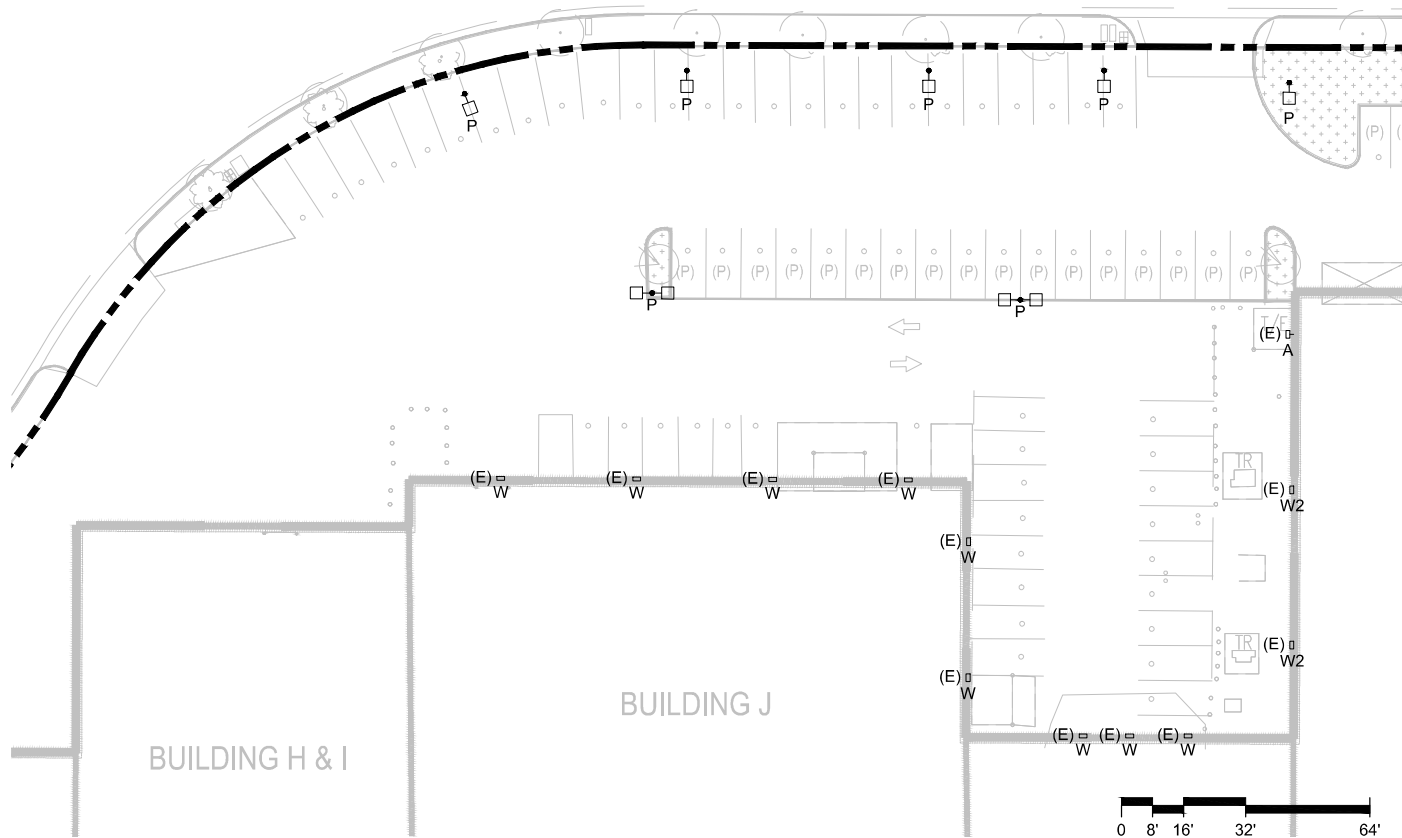 P
P
P
P
P
(P)
(P)
(P) (P) (P) (P) (P) (P) (P) (P) (P) (P) (P) (P) (P) (P) (P) (P) (P)
P
P
(E)
A
TR
(E)
W
(E)
W
(E)
W
(E)
W
(E)
W2
(E)
W
TR
(E)
W2
(E)
W
BUILDING J
(E)
W
(E)
W
(E)
W
BUILDING H & I
0 8' 16' 32' 64'